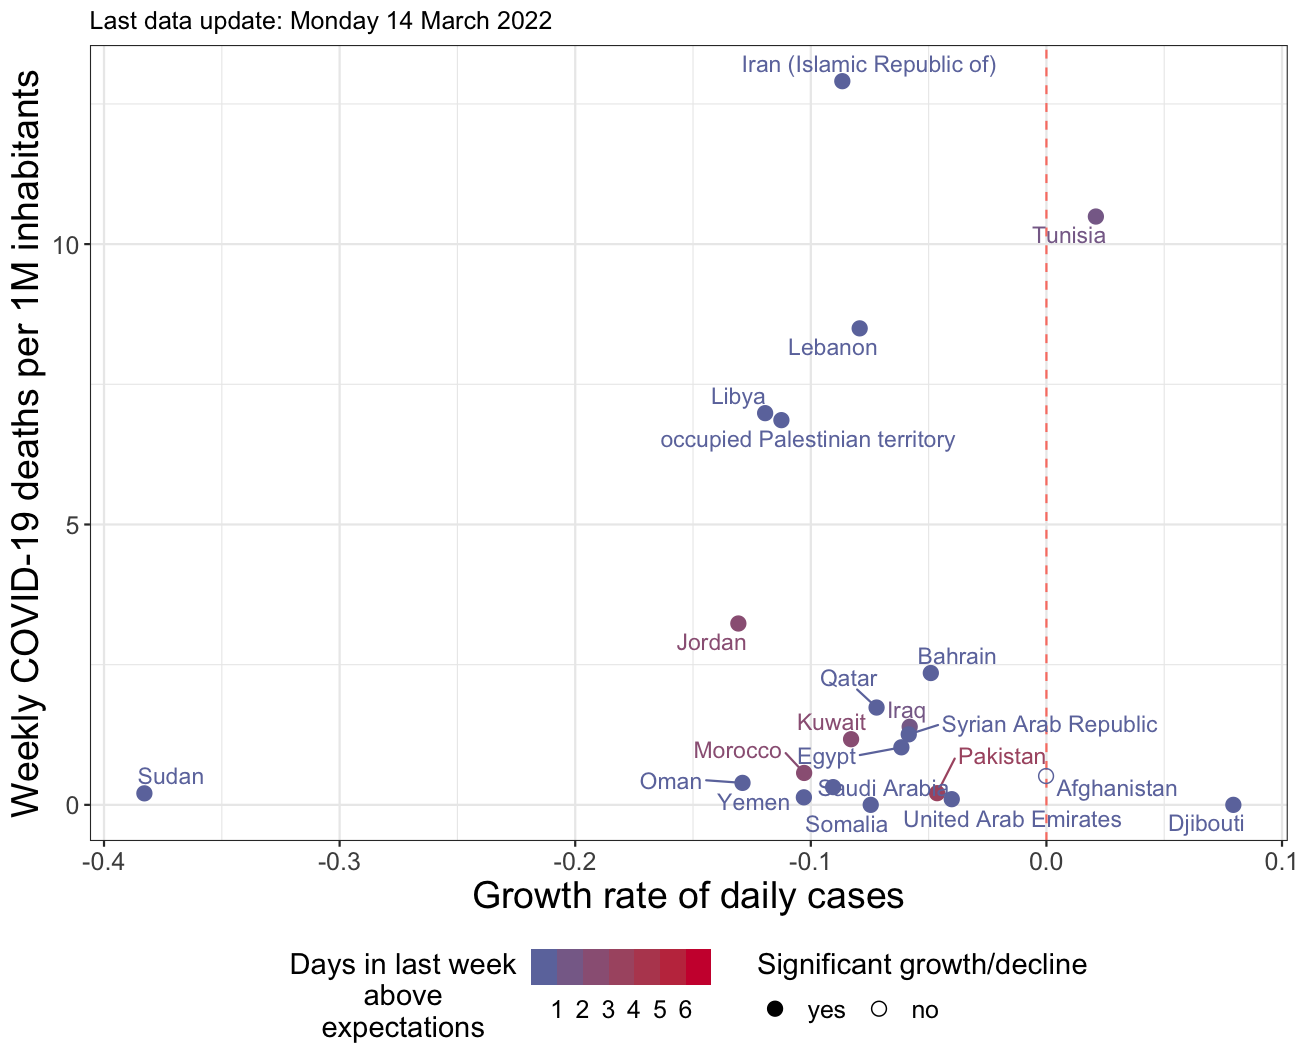 Last data update: Monday 14 March 2022
Weekly COVID-19 deaths per 1M inhabitants
Iran (Islamic Republic of)
Tunisia
10
Lebanon
Libya
occupied Palestinian territory
5
Jordan
Bahrain
Qatar
Iraq
Kuwait
Syrian Arab Republic
Morocco
Egypt
Pakistan
Sudan
Oman
Saudi Arabia
Afghanistan
Yemen
0
Somalia
United Arab Emirates
Djibouti
-0.4 -0.3 -0.2 -0.1 0.0 0.1
Growth rate of daily cases
Days in last week
above
expectations
1 2 3 4 5 6
Significant growth/decline
yes no